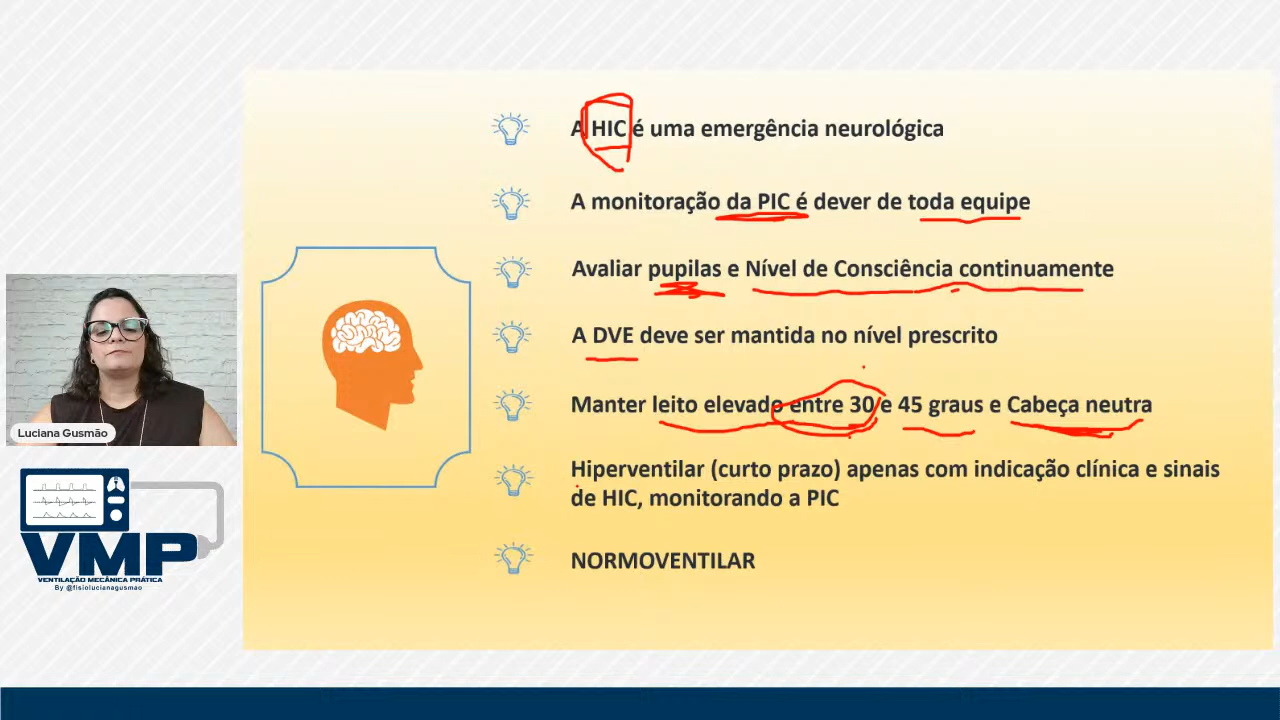 A HIC é uma emergência neurológica
A monitoração da PIC é dever de toda equipe
Avaliar pupilas e Nível de Consciência continuamente
A DVE deve ser mantida no nível prescrito
Manter leito elevado entre 30 e 45 graus e Cabeça neutra
Hiperventilar (curto prazo) apenas com indicação clínica e sinais
de HIC, monitorando a PIC
NORMOVENTILAR
Luciana Gusmão
VMP
VENTILAÇÃO MECÂNICA PRÁTICA
By @fisiolucianagusmao